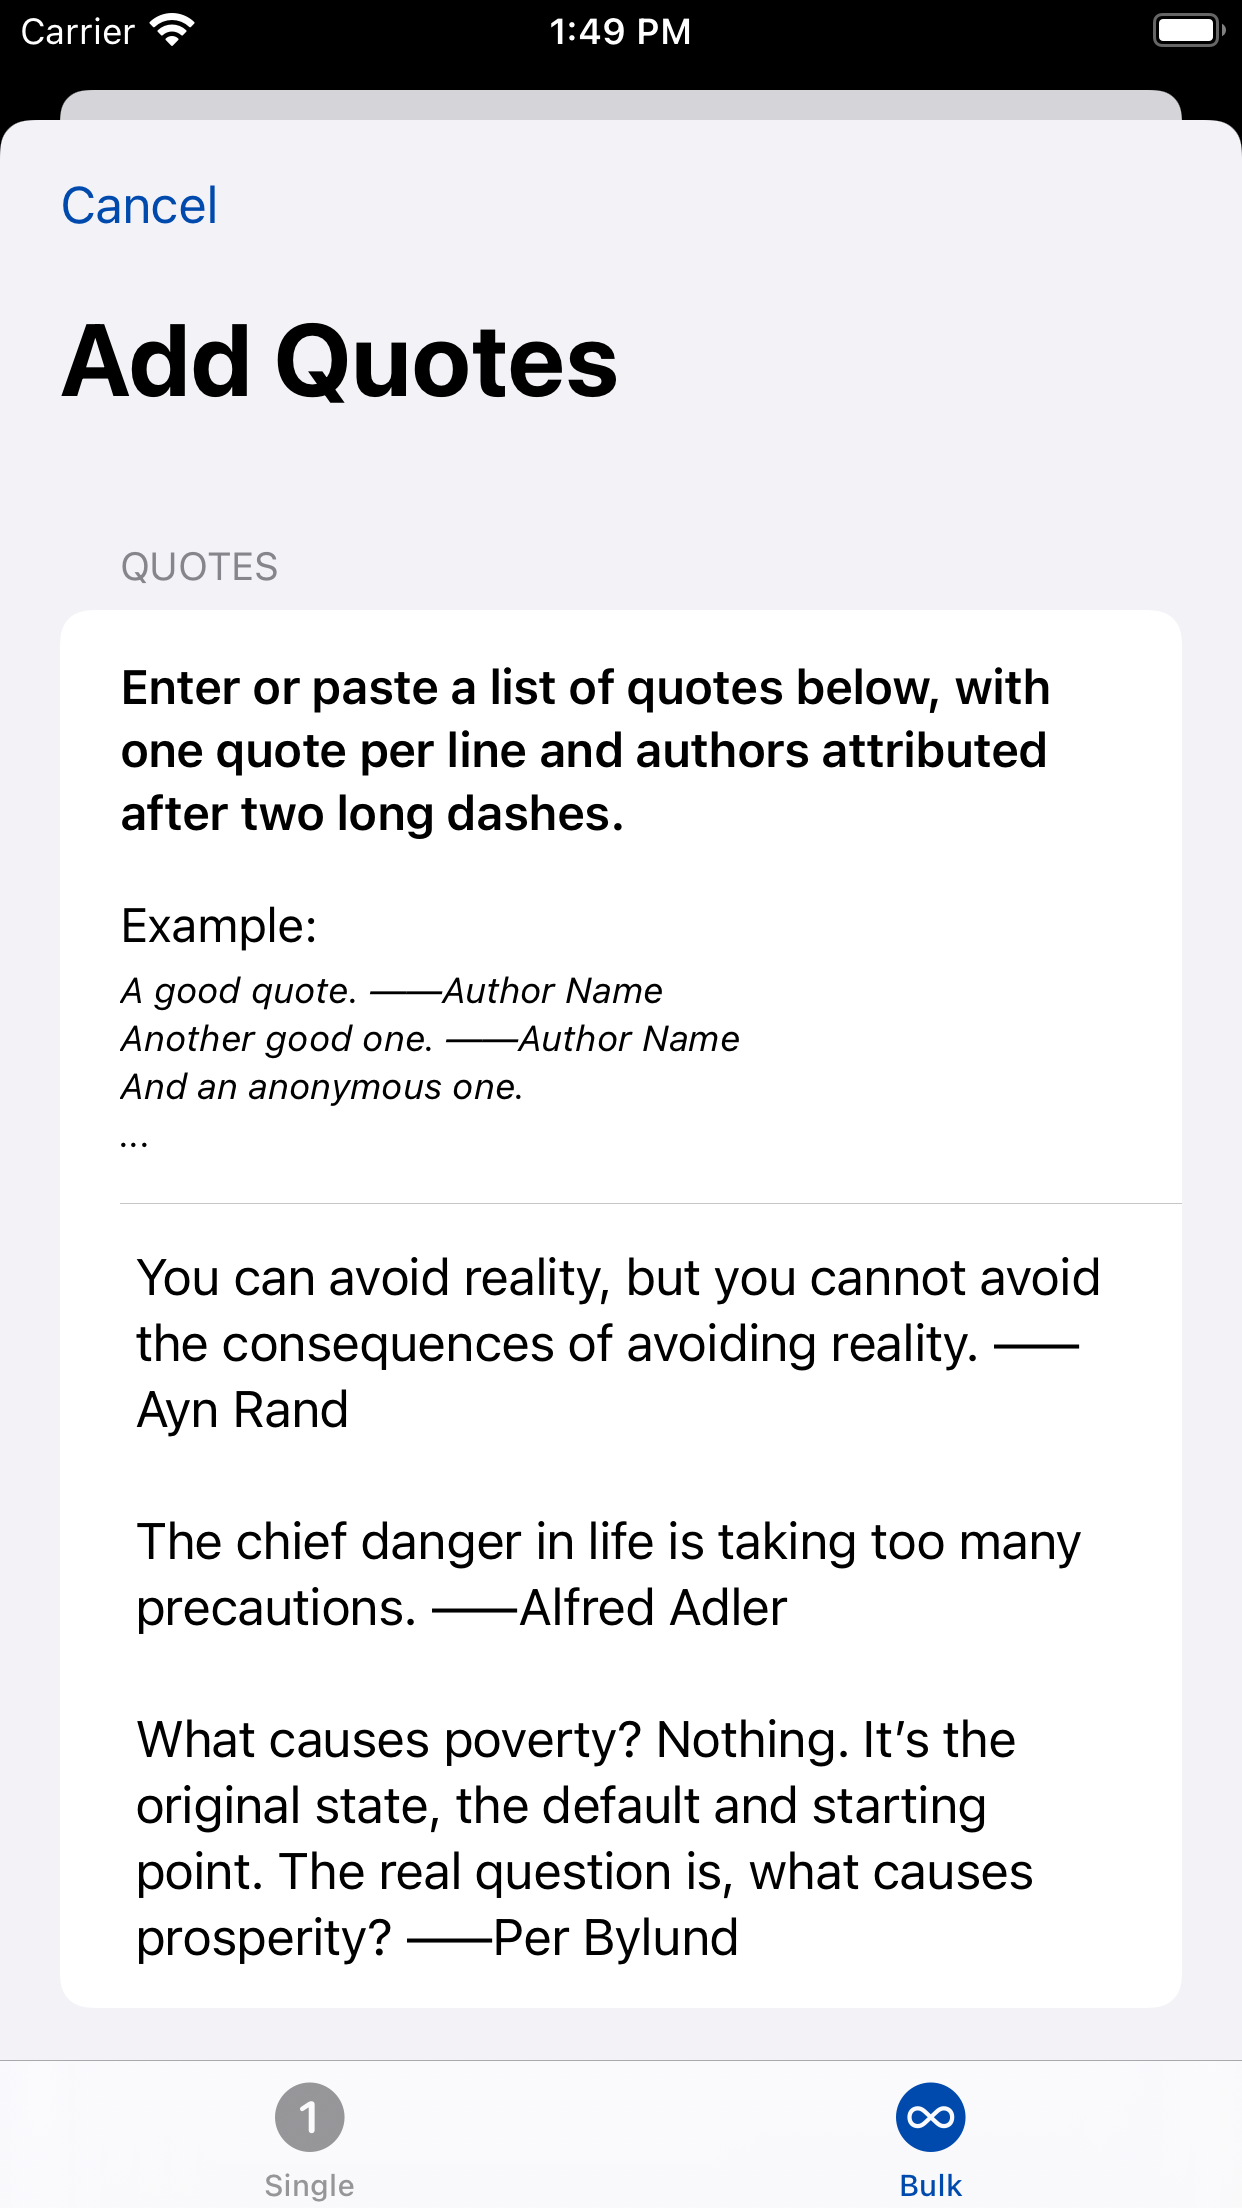 Carrier
1:49 PM
Cancel
Add Quotes
QUOTES
Enter or paste a list of quotes below, with
one quote per line and authors attributed
after two long dashes.
Example:
A good quote. ——Author Name
Another good one. ——Author Name
And an anonymous one.
...
You can avoid reality, but you cannot avoid
the consequences of avoiding reality. ——
Ayn Rand
The chief danger in life is taking too many
precautions. ——Alfred Adler
What causes poverty? Nothing. It’s the
original state, the default and starting
point. The real question is, what causes
prosperity? ——Per Bylund
1
Single
Bulk